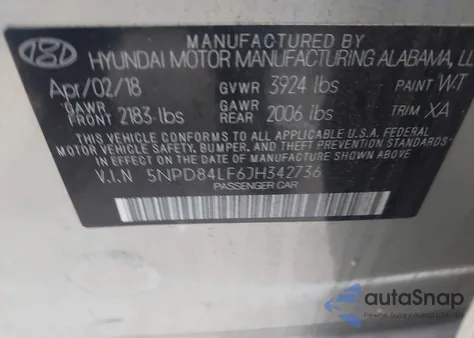 MANUFACTURED BY
HYUNDAI MOTOR MANUFACTURING ALABAMA, LL
Apr/02/18 GVWR 3924 lbs PAINT WT
GAWR FRONT 2183 lbs GAWR REAR 2006 lbs TRIM XA
THIS VEHICLE CONFORMS TO ALL APPLICABLE U.S.A. FEDERAL
MOTOR VEHICLE SAFETY, BUMPER, AND THEFT PREVENTION STANDARDS
IN EFFECT ON THE DATE OF MANUFACTURE SHOWN ABOVE.
V.I.N 5NPD84LF6JH342736
PASSENGER CAR
autoSnap